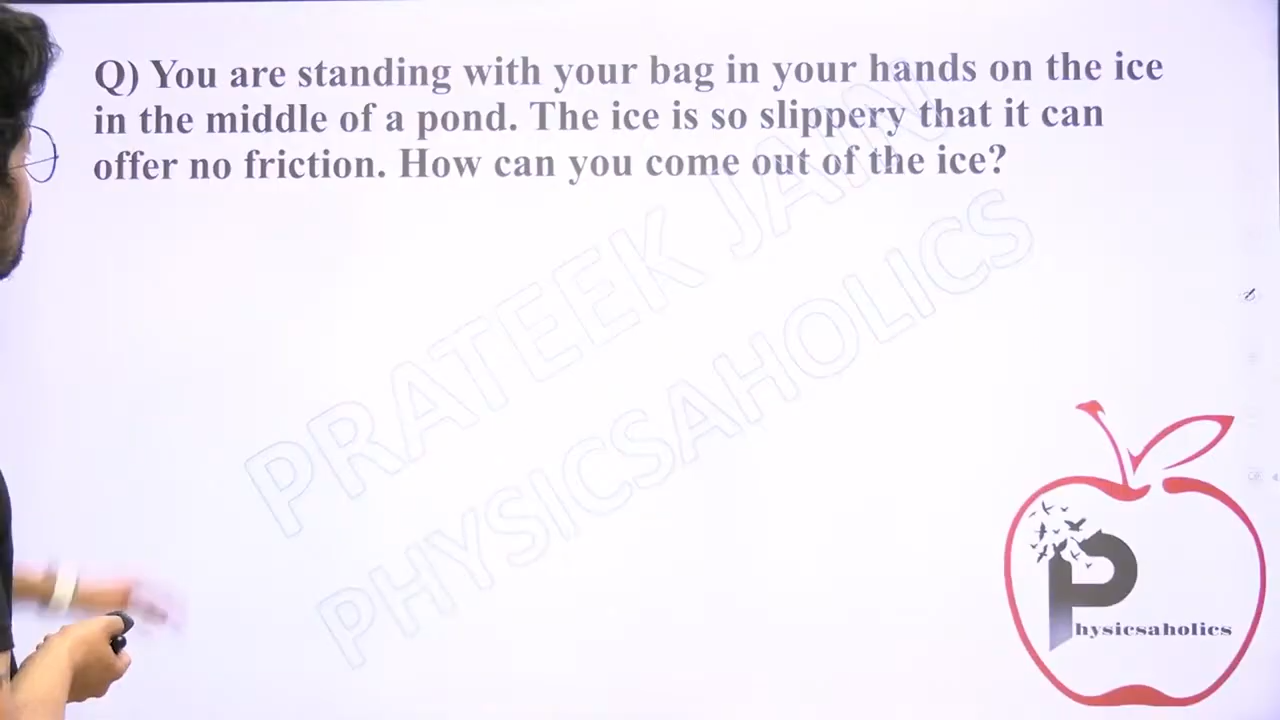 Q) You are standing with your bag in your hands on the ice
in the middle of a pond. The ice is so slippery that it can
offer no friction. How can you come out of the ice?
PRATEEK JAIN
PHYSICSAHOLICS
Physicsaholics